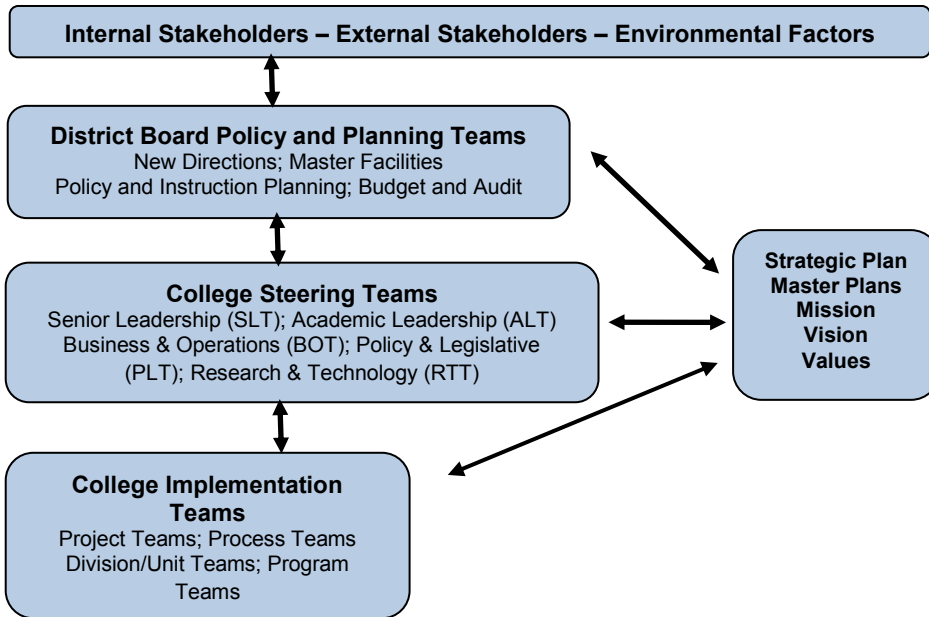 Internal Stakeholders – External Stakeholders – Environmental Factors
District Board Policy and Planning Teams
New Directions; Master Facilities
Policy and Instruction Planning; Budget and Audit
College Steering Teams
Senior Leadership (SLT); Academic Leadership (ALT)
Business & Operations (BOT); Policy & Legislative
(PLT); Research & Technology (RTT)
College Implementation
Teams
Project Teams; Process Teams
Division/Unit Teams; Program
Teams
Strategic Plan
Master Plans
Mission
Vision
Values